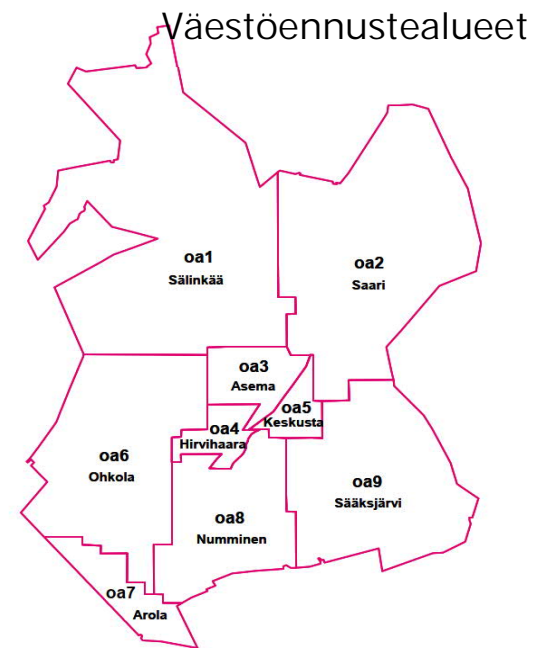 Väestöennustealueet
oa1
Sälinkää
oa2
Saari
oa3
Asema
oa5
Keskusta
oa4
Hirvihaara
oa6
Ohkola
oa9
Sääksjärvi
oa8
Numminen
oa7
Arola